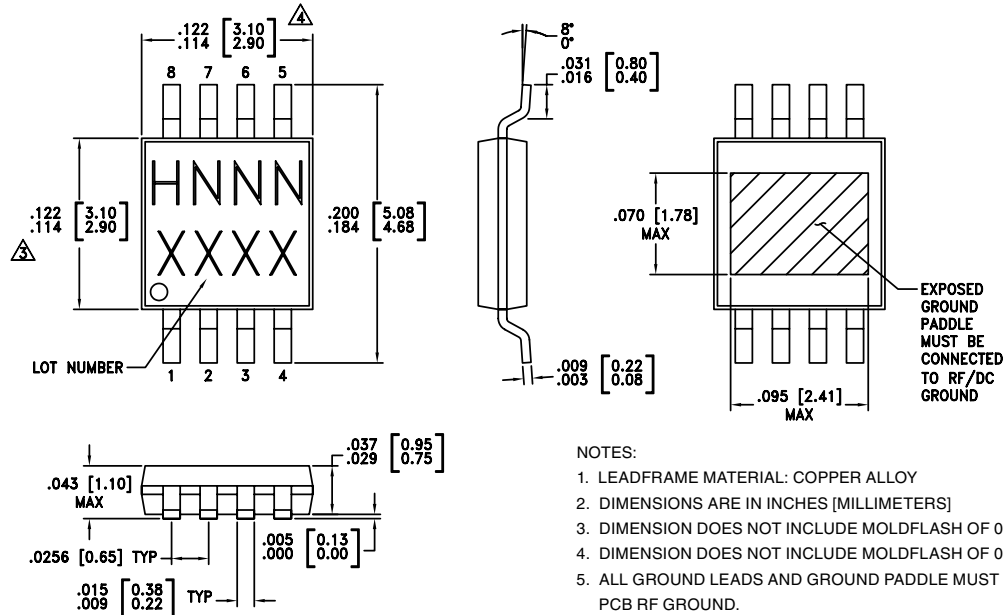 .122 [3.10]
.114 [2.90]
4
8 7 6 5
HNNN
XXXX
.122 [3.10]
.114 [2.90]
3
.200 [5.08]
.184 [4.68]
LOT NUMBER
1 2 3 4
8°
0°
.031 [0.80]
.016 [0.40]
.009 [0.22]
.003 [0.08]
.070 [1.78]
MAX
.095 [2.41]
MAX
EXPOSED
GROUND
PADDLE
MUST BE
CONNECTED
TO RF/DC
GROUND
.043 [1.10]
MAX
.037 [0.95]
.029 [0.75]
.005 [0.13]
.000 [0.00]
.0256 [0.65] TYP
.015 [0.38]
.009 [0.22]
TYP
NOTES:
1. LEADFRAME MATERIAL: COPPER ALLOY
2. DIMENSIONS ARE IN INCHES [MILLIMETERS]
3. DIMENSION DOES NOT INCLUDE MOLDFLASH OF 0
4. DIMENSION DOES NOT INCLUDE MOLDFLASH OF 0
5. ALL GROUND LEADS AND GROUND PADDLE MUST
PCB RF GROUND.